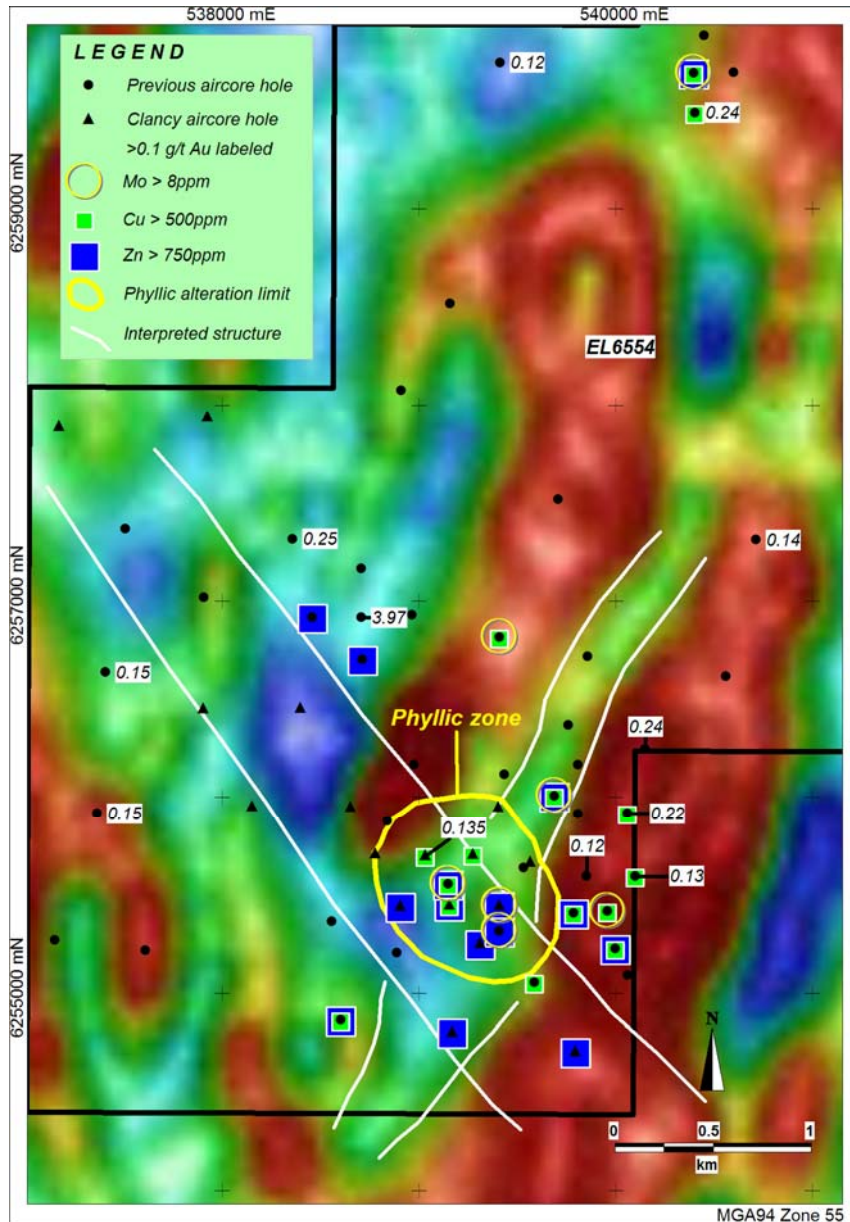 538000 mE
540000 mE
LEGEND
Previous aircore hole
Clancy aircore hole
>0.1 g/t Au labeled
Mo > 8ppm
Cu > 500ppm
Zn > 750ppm
Phyllic alteration limit
Interpreted structure
0.12
0.24
6259000 mN
EL6554
0.25
0.14
6257000 mN
3.97
0.15
Phyllic zone
0.24
0.15
0.22
0.135
0.12
0.13
6255000 mN
N
0
0.5
1
km
MGA94 Zone 55